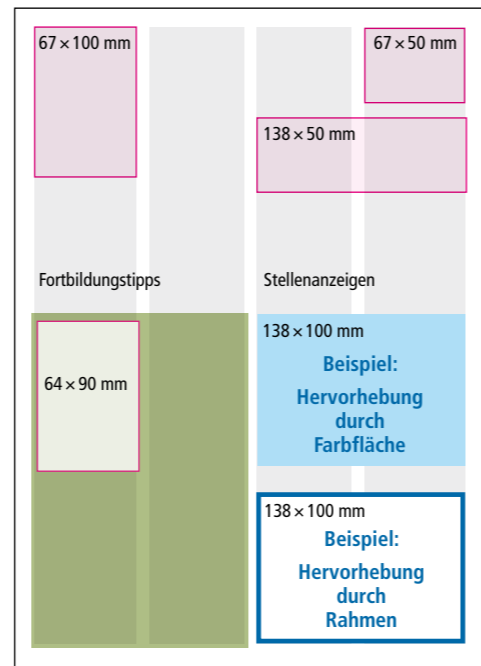 67 × 100 mm
67 × 50 mm
138 × 50 mm
Fortbildungstipps
Stellenanzeigen
64 × 90 mm
138 × 100 mm
Beispiel:
Hervorhebung
durch
Farbfläche
138 × 100 mm
Beispiel:
Hervorhebung
durch
Rahmen